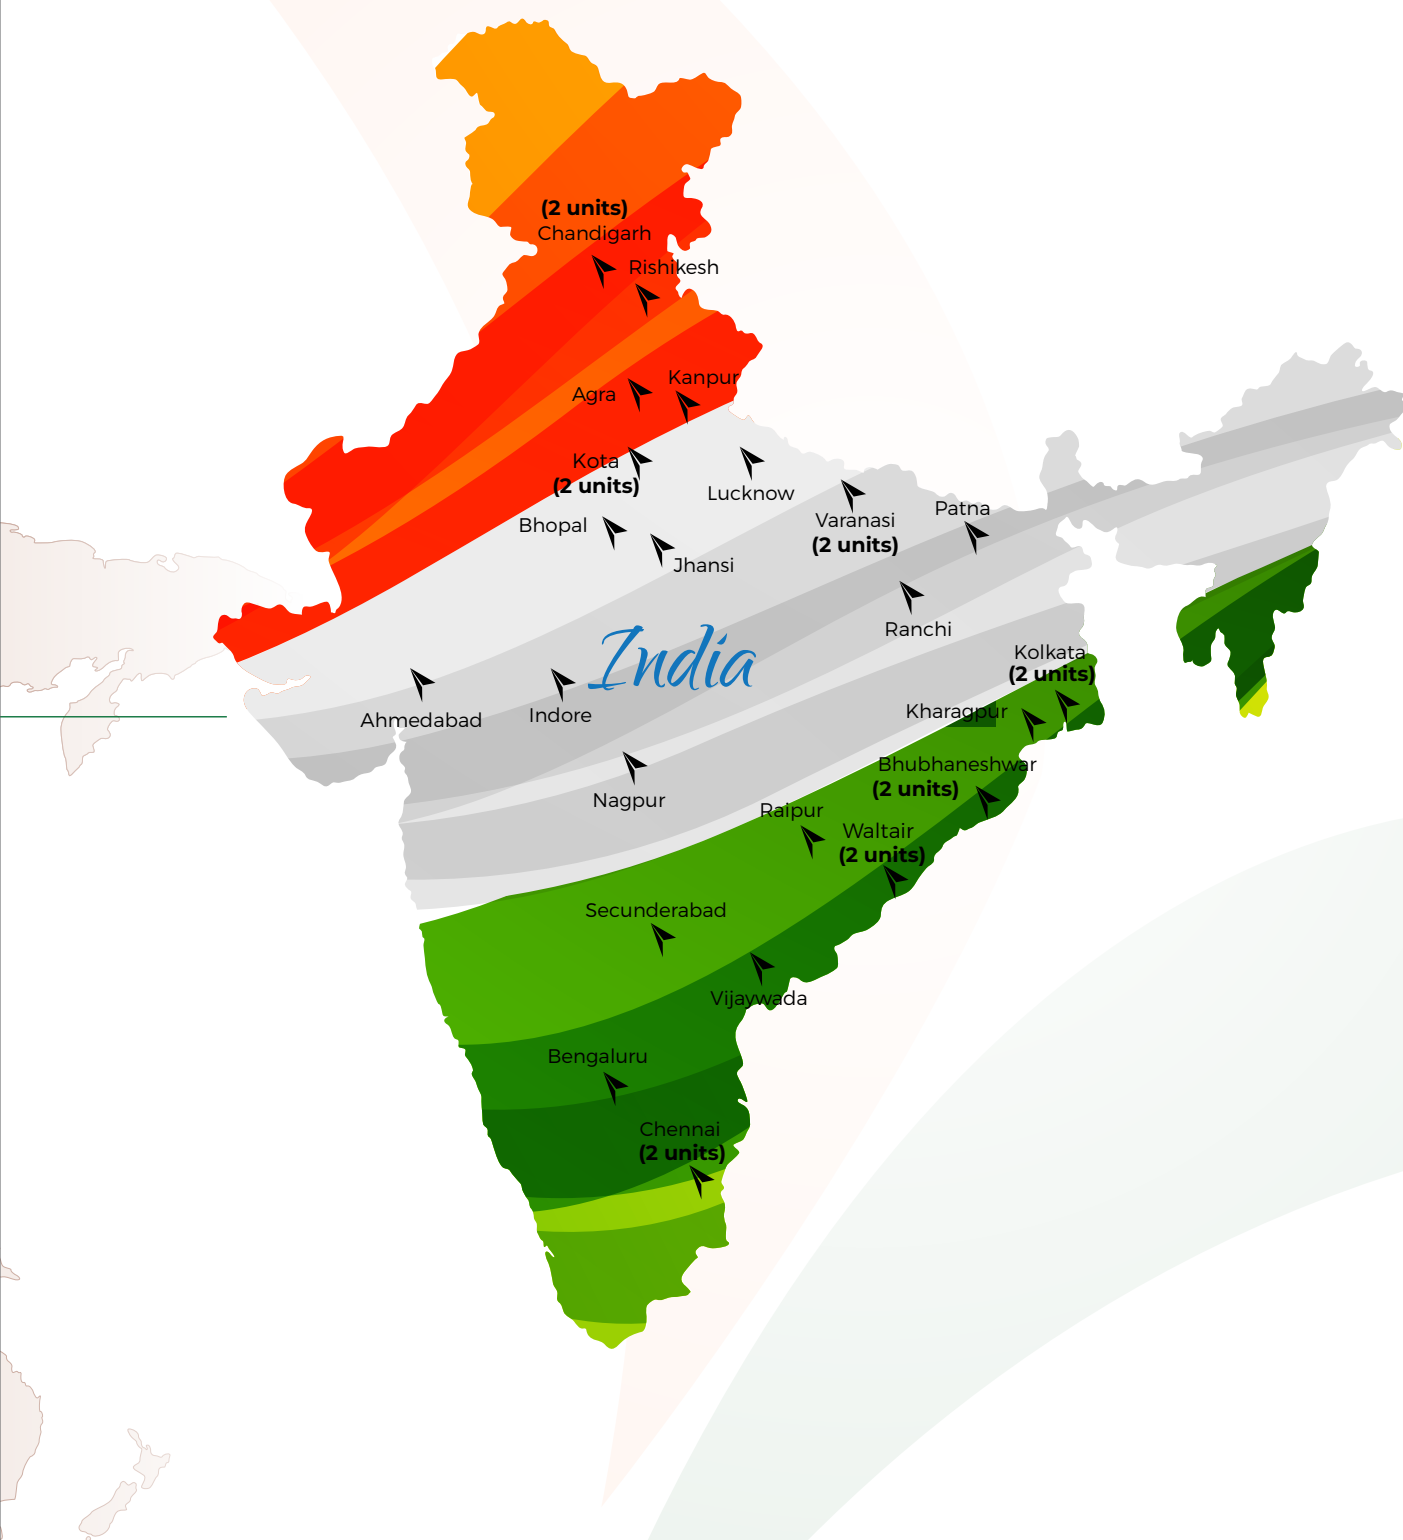 (2 units)
Chandigarh
Rishikesh
Kanpur
Agra
Kota
(2 units)
Lucknow
Bhopal
Varanasi
(2 units)
Patna
Jhansi
Ranchi
Kolkata
(2 units)
India
Ahmedabad
Indore
Kharagpur
Bhubhaneshwar
(2 units)
Nagpur
Raipur
Waltair
(2 units)
Secunderabad
Vijaywada
Bengaluru
Chennai
(2 units)